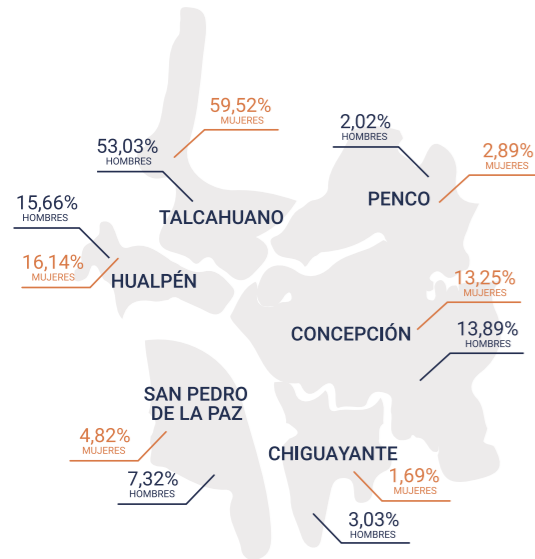 59,52%
MUJERES
53,03%
HOMBRES
TALCAHUANO
2,02%
HOMBRES
2,89%
MUJERES
PENCO
15,66%
HOMBRES
16,14%
MUJERES
HUALPÉN
13,25%
MUJERES
CONCEPCIÓN
13,89%
HOMBRES
SAN PEDRO
DE LA PAZ
4,82%
MUJERES
7,32%
HOMBRES
CHIGUAYANTE
1,69%
MUJERES
3,03%
HOMBRES